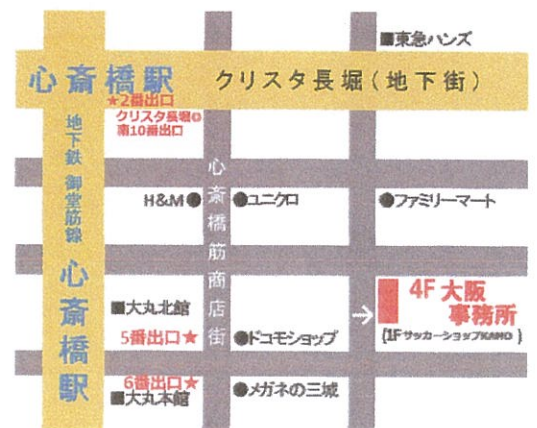 ■東急ハンズ
心斎橋駅
クリスタ長堀(地下街)
★2番出口
クリスタ長堀
南10番出口
地下鉄 御堂筋線
心斎橋駅
心斎橋筋商店街
H&M●
●ユニクロ
●ファミリーマート
■大丸北館
5番出口★
●ドコモショップ
→
4F 大阪
事務所
(1F サッカーショップKAMO )
6番出口★
■大丸本館
●メガネの三城